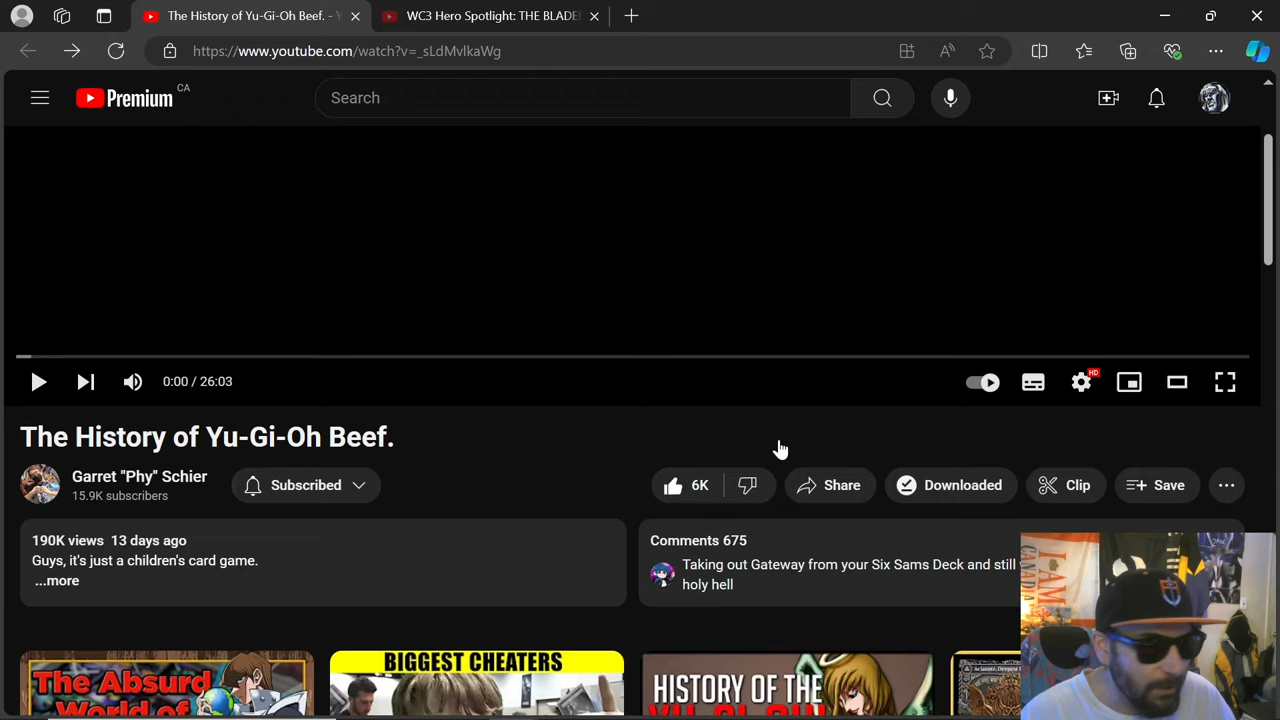 The History of Yu-Gi-Oh Beef. - Y
WC3 Hero Spotlight: THE BLADE
https://www.youtube.com/watch?v=_sLdMvlkaWg
Premium CA
Search
0:00 / 26:03
HD
The History of Yu-Gi-Oh Beef.
Garret "Phy" Schier
15.9K subscribers
Subscribed
6K
Share
Downloaded
Clip
Save
190K views 13 days ago
Guys, it's just a children's card game.
...more
Comments 675
Taking out Gateway from your Six Sams Deck and still
holy hell
I AM
CANADIA
The Absurd
World of
BIGGEST CHEATERS
HISTORY OF THE
YU-GI-OH